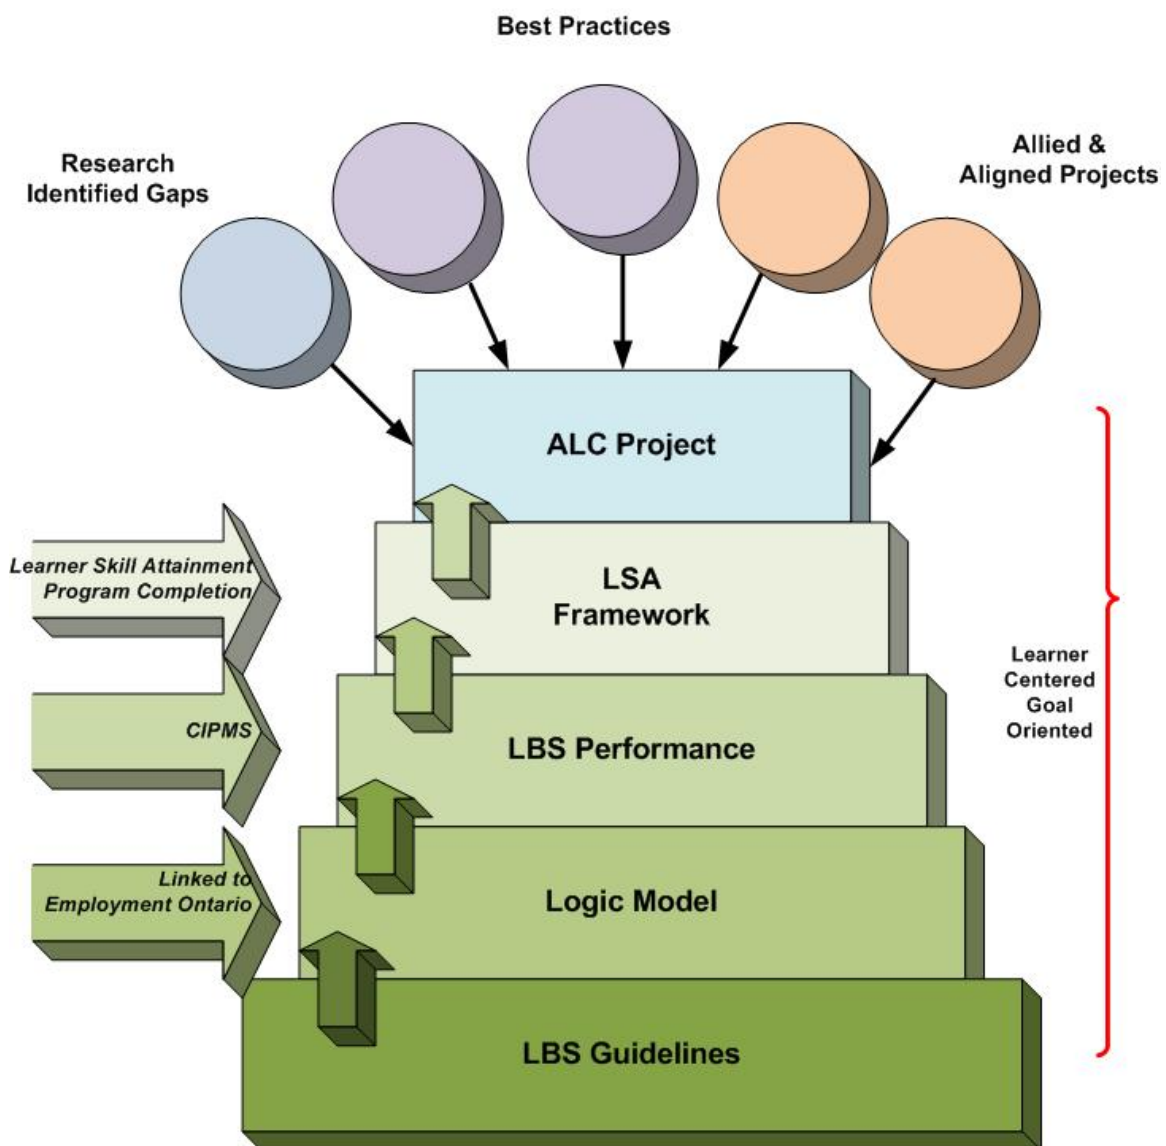 Best Practices
Research
Identified Gaps
Allied &
Aligned Projects
ALC Project
Learner Skill Attainment
Program Completion
LSA
Framework
Learner
Centered
Goal
Oriented
CIPMS
LBS Performance
Linked to
Employment Ontario
Logic Model
LBS Guidelines